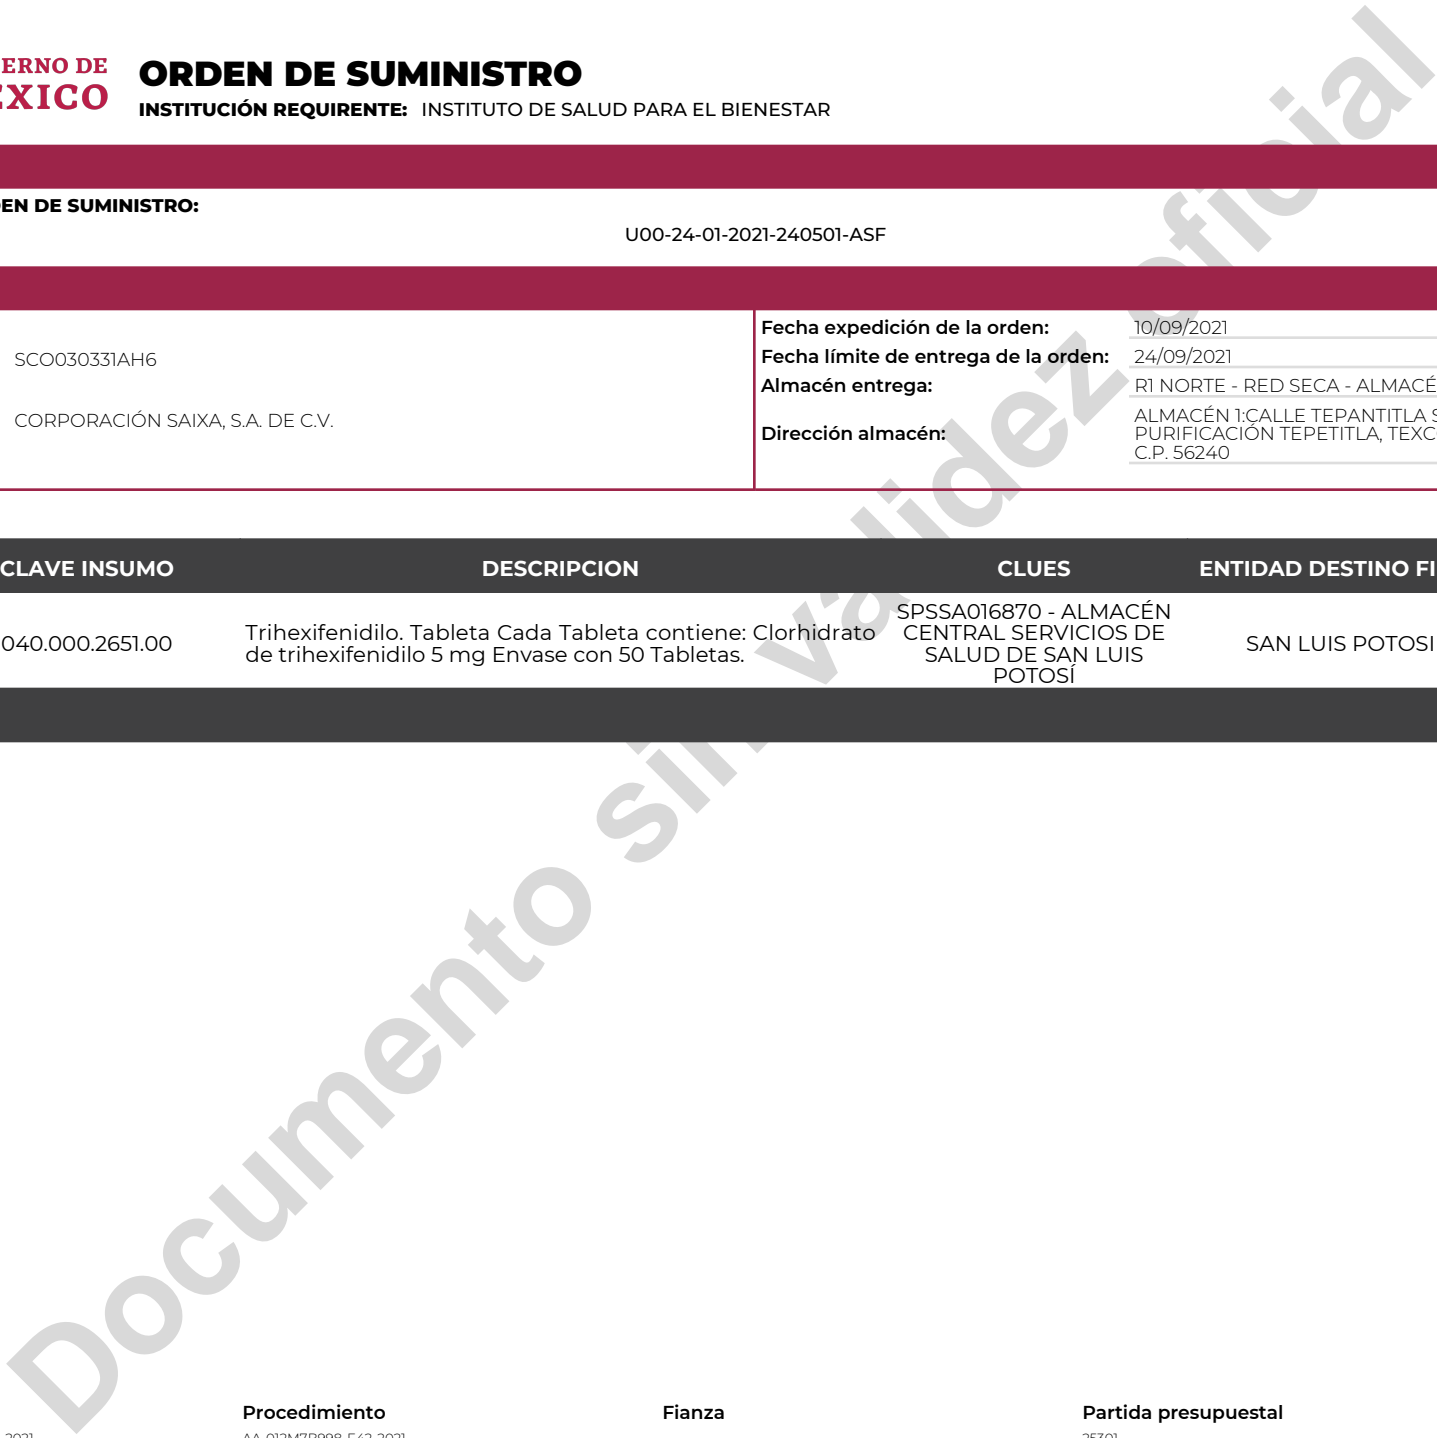 ERNO DE
EXICO
ORDEN DE SUMINISTRO
INSTITUCIÓN REQUIRENTE: INSTITUTO DE SALUD PARA EL BIENESTAR
EN DE SUMINISTRO:
U00-24-01-2021-240501-ASF
SCO030331AH6
CORPORACIÓN SAIXA, S.A. DE C.V.
Fecha expedición de la orden: 10/09/2021
Fecha límite de entrega de la orden: 24/09/2021
Almacén entrega: R1 NORTE - RED SECA - ALMACÉ
Dirección almacén:
ALMACÉN 1:CALLE TEPANTITLA S
PURIFICACIÓN TEPETITLA, TEXC
C.P. 56240
CLAVE INSUMO DESCRIPCION CLUES ENTIDAD DESTINO FI
040.000.2651.00
Trihexifenidilo. Tableta Cada Tableta contiene: Clorhidrato
de trihexifenidilo 5 mg Envase con 50 Tabletas.
SPSSA016870 - ALMACÉN
CENTRAL SERVICIOS DE
SALUD DE SAN LUIS
POTOSÍ
SAN LUIS POTOSI
Documento sin validez oficial
Procedimiento Fianza Partida presupuestal